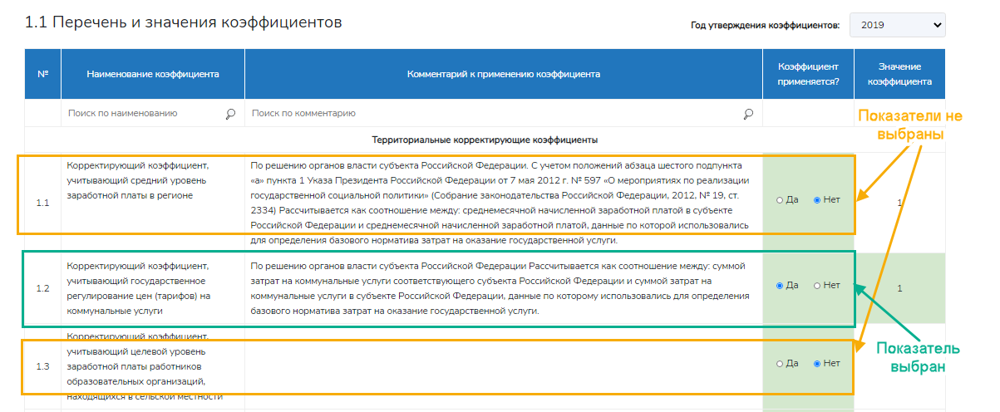 1.1 Перечень и значения коэффициентов
Год утверждения коэффициентов:
2019
№
Наименование коэффициента
Комментарий к применению коэффициента
Коэффициент
применяется?
Значение
коэффициента
Поиск по наименованию
Поиск по комментарию
Показатели не
выбраны
Территориальные корректирующие коэффициенты
1.1
Корректирующий коэффициент,
учитывающий средний уровень
заработной платы в регионе
По решению органов власти субъекта Российской Федерации. С учетом положений абзаца шестого подпункта
«а» пункта 1 Указа Президента Российской Федерации от 7 мая 2012 г. № 597 «О мероприятиях по реализации
государственной социальной политики» (Собрание законодательства Российской Федерации, 2012, № 19, ст.
2334) Рассчитывается как соотношение между: среднемесячной начисленной заработной платой в субъекте
Российской Федерации и среднемесячной начисленной заработной платой, данные по которой использовались
для определения базового норматива затрат на оказание государственной услуги.
Да
Нет
1
1.2
Корректирующий коэффициент,
учитывающий государственное
регулирование цен (тарифов) на
коммунальные услуги
По решению органов власти субъекта Российской Федерации Рассчитывается как соотношение между: суммой
затрат на коммунальные услуги соответствующего субъекта Российской Федерации и суммой затрат на
коммунальные услуги в субъекте Российской Федерации, данные по которому использовались для определения
базового норматива затрат на оказание государственной услуги.
Да
Нет
1
1.3
Корректирующий коэффициент,
учитывающий целевой уровень
заработной платы работников
образовательных организаций,
находящихся в сельской местности
Да
Нет
Показатель
выбран